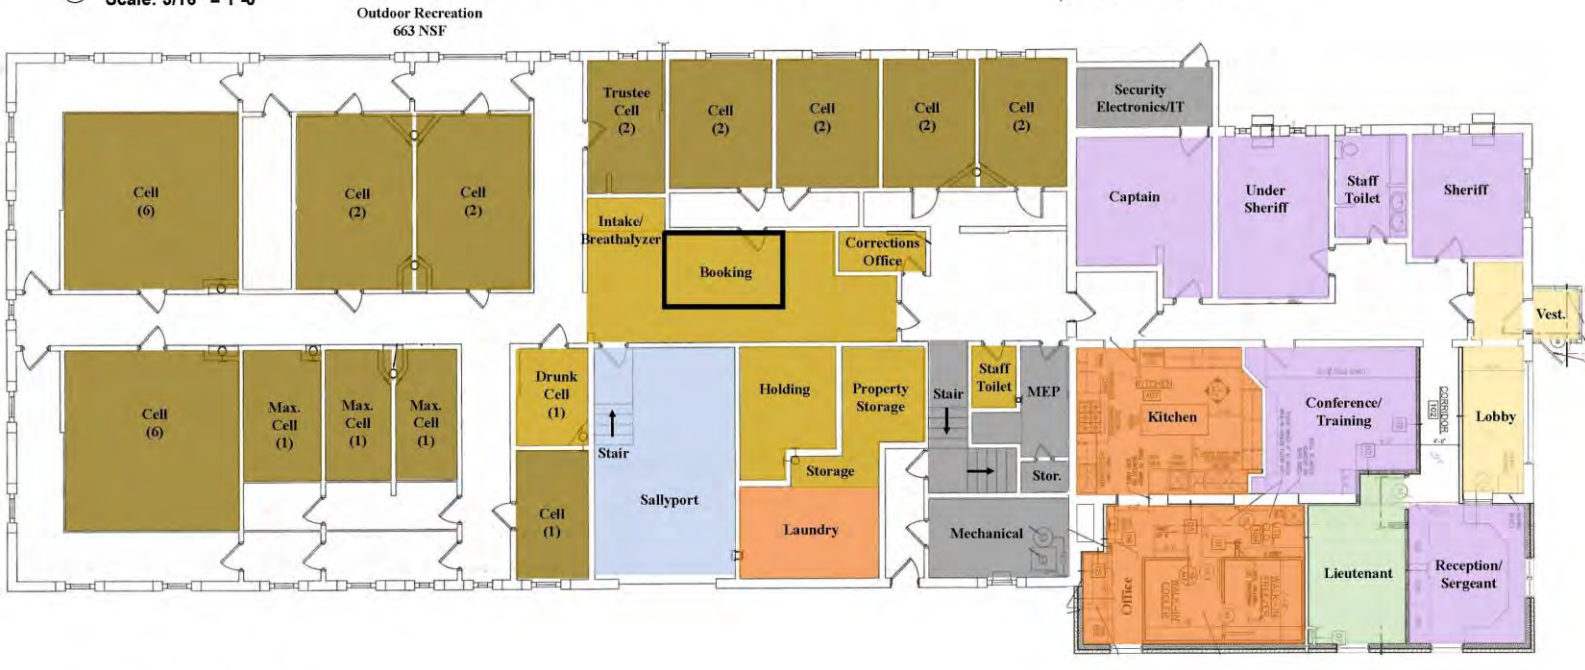 Scale: 3/16" = 1'-0"
Outdoor Recreation
663 NSF
Trustee
Cell
(2)
Cell
(2)
Cell
(2)
Cell
(2)
Cell
(2)
Security
Electronics/IT
Cell
(6)
Cell
(2)
Cell
(2)
Captain
Under
Sheriff
Staff
Toilet
Sheriff
Intake/
Breathalyzer
Booking
Corrections
Office
Vest.
Cell
(6)
Max.
Cell
(1)
Max.
Cell
(1)
Max.
Cell
(1)
Drunk
Cell
(1)
Cell
(1)
Stair
Sallyport
Holding
Property
Storage
Storage
Laundry
Stair
Staff
Toilet
MEP
Stor.
Mechanical
Kitchen
Conference/
Training
CORRIDOR
102
Lobby
Office
WALK-IN
COOLER
Lieutenant
Reception/
Sergeant